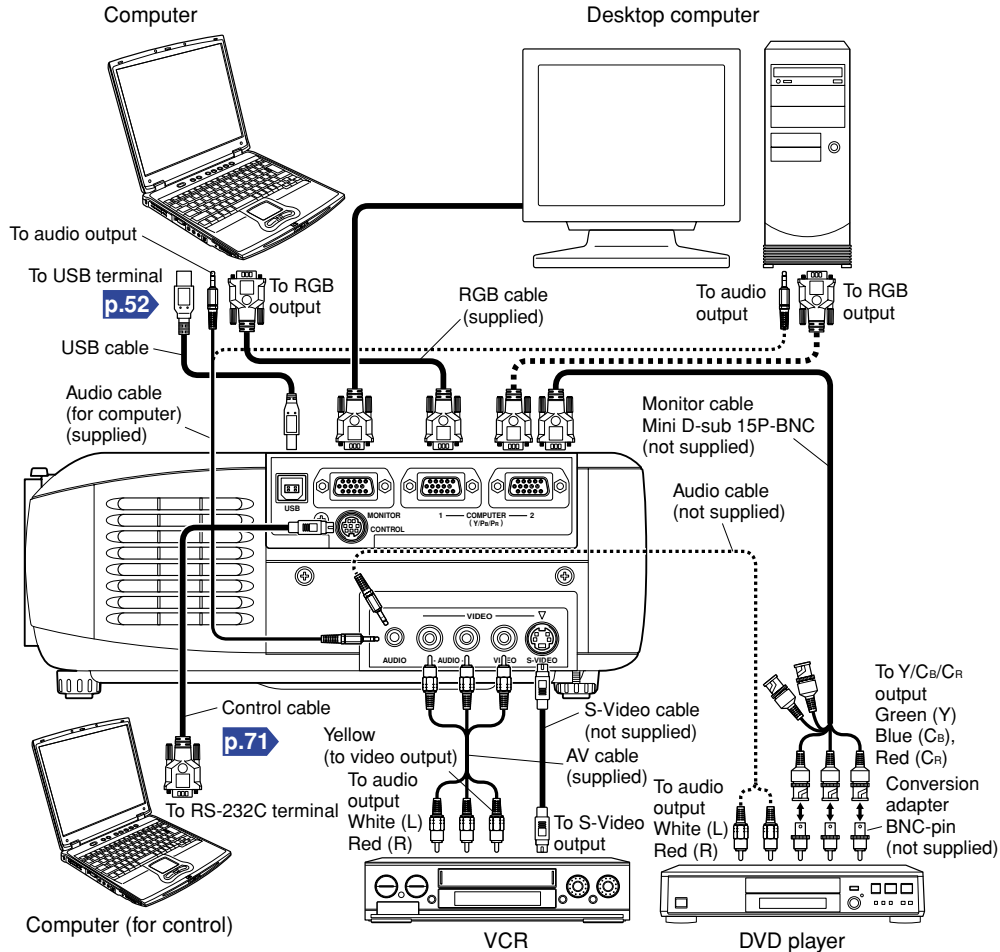 Computer
Desktop computer
To audio output
To USB terminal
p.52
To RGB
output
USB cable
RGB cable
(supplied)
To audio
output
To RGB
output
Audio cable
(for computer)
(supplied)
Monitor cable
Mini D-sub 15P-BNC
(not supplied)
Audio cable
(not supplied)
USB
MONITOR
CONTROL
1 COMPUTER 2
(Y/PB/PR)
VIDEO
AUDIO
- AUDIO -
VIDEO
S-VIDEO
Control cable
p.71
To RS-232C terminal
Yellow
(to video output)
To audio
output
White (L)
Red (R)
S-Video cable
(not supplied)
AV cable
(supplied)
To S-Video
output
To audio
output
White (L)
Red (R)
To Y/CB/CR
output
Green (Y)
Blue (CB),
Red (CR)
Conversion
adapter
BNC-pin
(not supplied)
Computer (for control)
VCR
DVD player